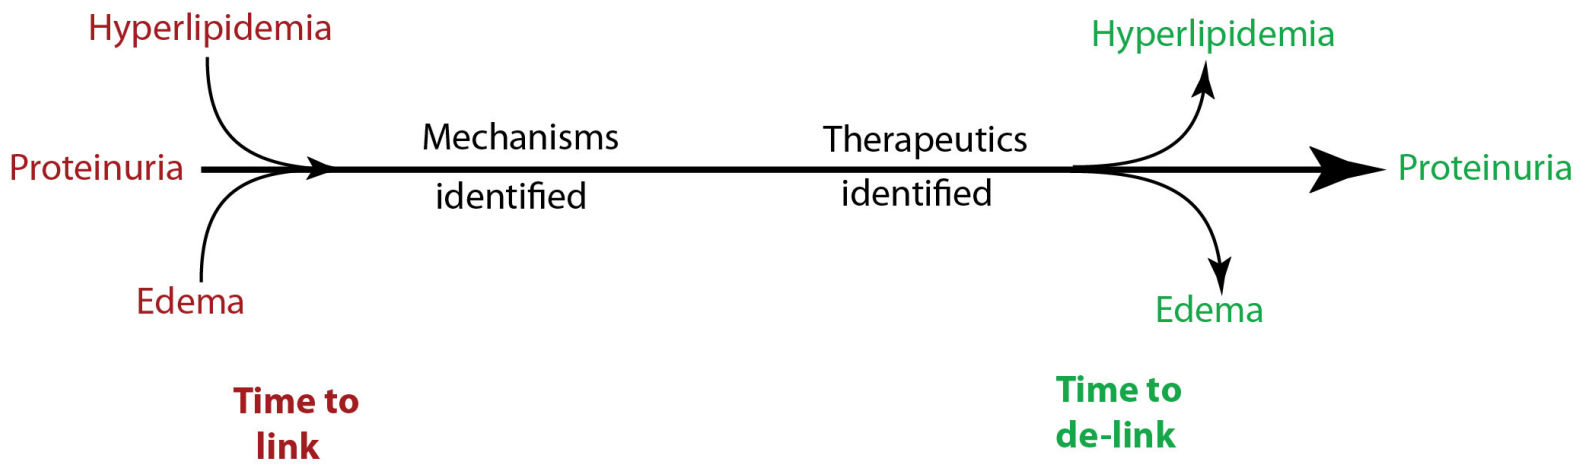 Hyperlipidemia
Proteinuria
Edema
Time to
link
Mechanisms
identified
Therapeutics
identified
Hyperlipidemia
Proteinuria
Edema
Time to
de-link